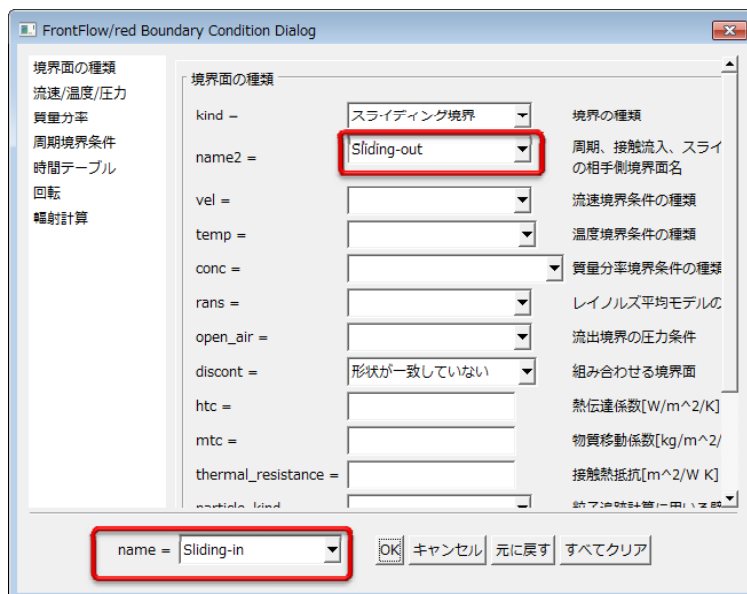 FrontFlow/red Boundary Condition Dialog
境界面の種類
流速/温度/圧力
質量分率
周期境界条件
時間テーブル
回転
輻射計算
境界面の種類
kind – スライディング境界 境界の種類
name2 = Sliding-out 周期、接触流入、スライ
の相手側境界面名
vel = 流速境界条件の種類
temp = 温度境界条件の種類
conc = 質量分率境界条件の種類
rans = レイノルズ平均モデルの
open_air = 流出境界の圧力条件
discont = 形状が一致していない 組み合わせる境界面
htc = 熱伝達係数[W/m^2/K]
mtc = 物質移動係数[kg/m^2/
thermal_resistance = 接触熱抵抗[m^2/W K]
name = Sliding-in OK キャンセル 元に戻す すべてクリア